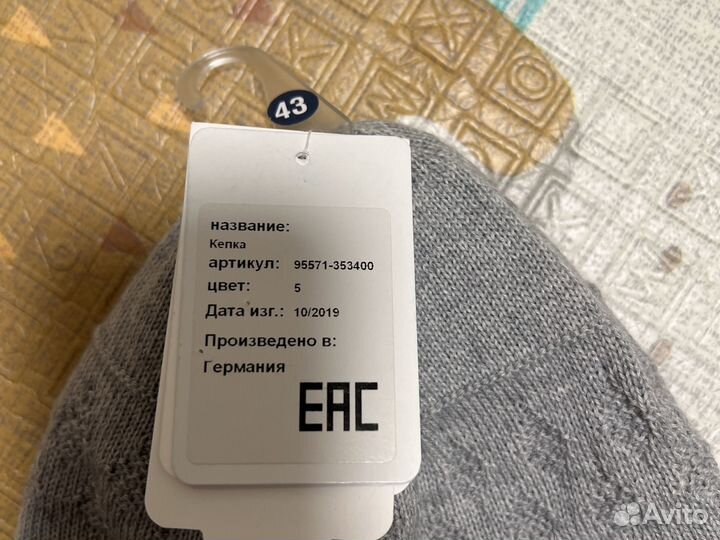 43
название:
Кепка
артикул: 95571-353400
цвет: 5
Дата изг.: 10/2019
Произведено в:
Германия
EAC
Avito